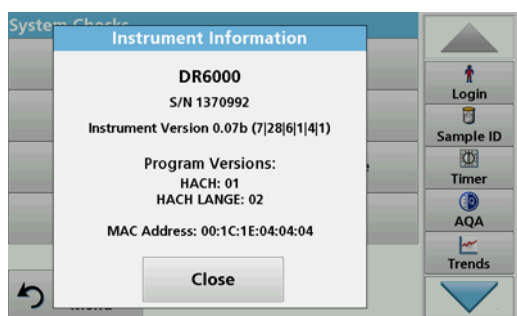 System Checks
Instrument Information
DR6000
S/N 1370992
Instrument Version 0.07b (7|28|6|1|4|1)
Program Versions:
HACH: 01
HACH LANGE: 02
MAC Address: 00:1C:1E:04:04:04
Close
Menu
Login
Sample ID
Timer
AQA
Trends